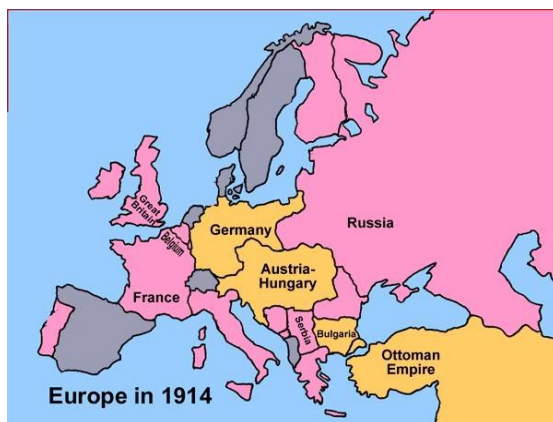 Great
Britain
Belgium
Germany
Russia
Austria-
Hungary
France
Serbia
Bulgaria
Ottoman
Empire
Europe in 1914